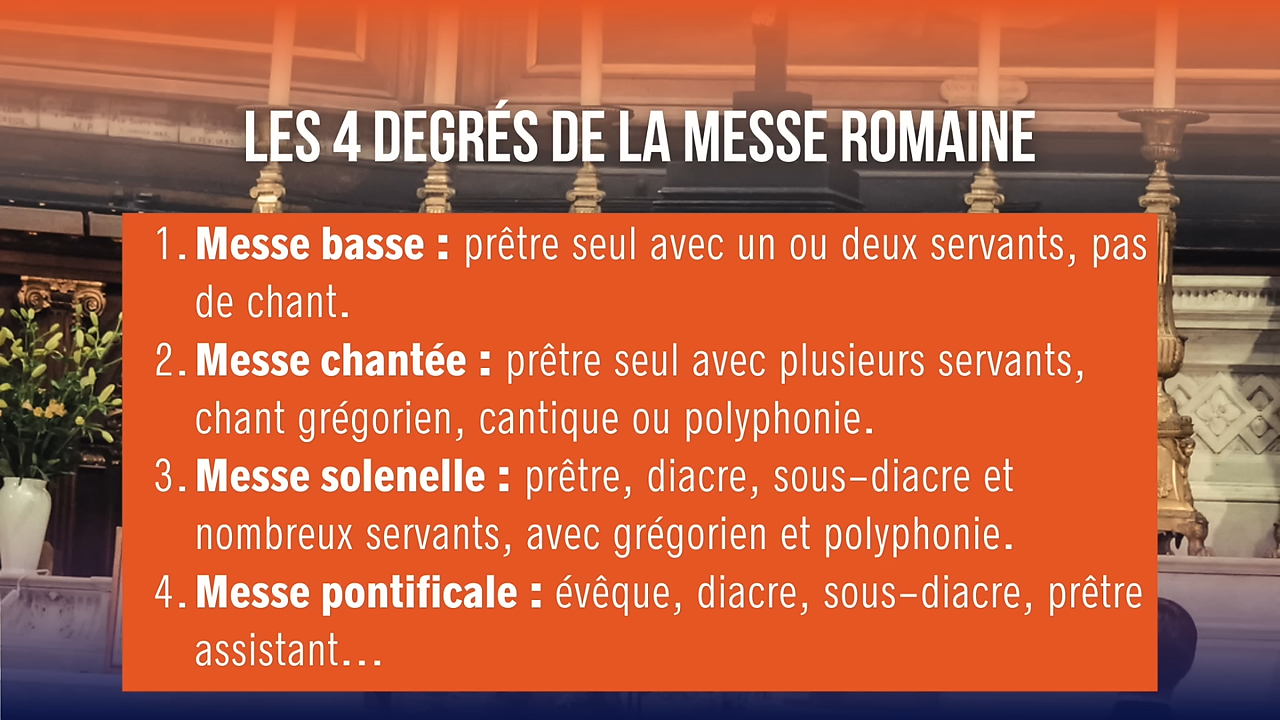 LES 4 DEGRÉS DE LA MESSE ROMAINE
1. Messe basse : prêtre seul avec un ou deux servants, pas
de chant.
2. Messe chantée : prêtre seul avec plusieurs servants,
chant grégorien, cantique ou polyphonie.
3. Messe solenelle : prêtre, diacre, sous-diacre et
nombreux servants, avec grégorien et polyphonie.
4. Messe pontificale : évêque, diacre, sous-diacre, prêtre
assistant...